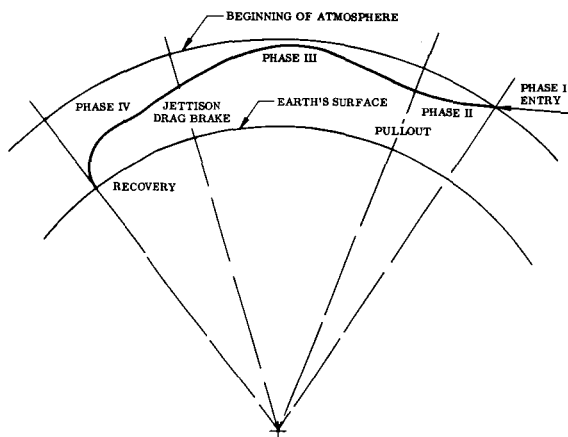 BEGINNING OF ATMOSPHERE
PHASE III
PHASE I
ENTRY
PHASE IV
JETTISON
DRAG BRAKE
EARTH'S SURFACE
PHASE II
PULLOUT
RECOVERY